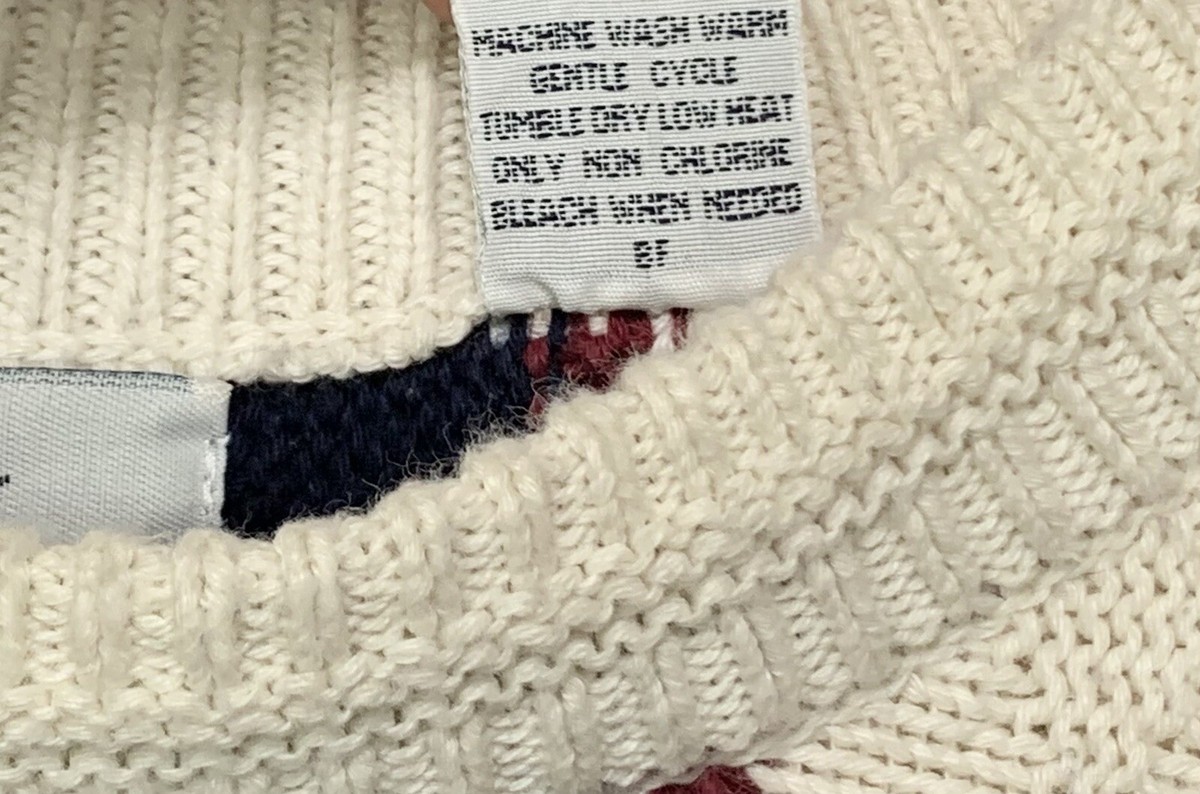 MACHINE WASH WARM
GENTLE CYCLE
TUMBLE DRY LOW HEAT
ONLY NON CHLORINE
BLEACH WHEN NEEDED
BF